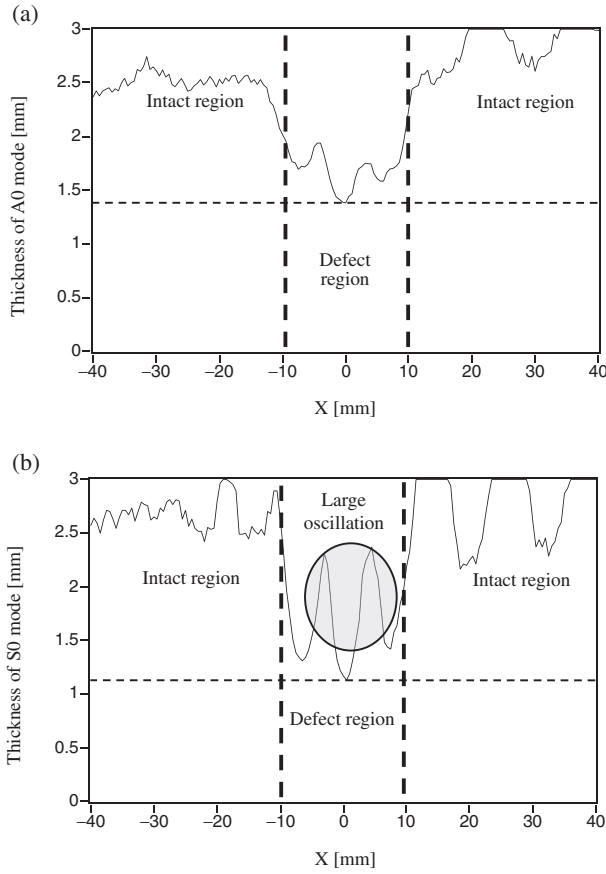 (a)
Thickness of A0 mode [mm]
3
2.5
2
1.5
1
0.5
0
Intact region
Intact region
Defect
region
–40 –30 –20 –10 0 10 20 30 40
X [mm]
(b)
Thickness of S0 mode [mm]
3
2.5
2
1.5
1
0.5
0
Large
oscillation
Intact region
Intact region
Defect region
–40 –30 –20 –10 0 10 20 30 40
X [mm]